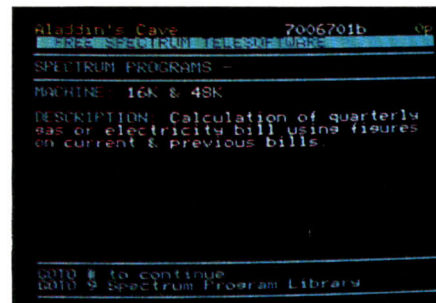 Aladdin's Cave 7006701b 0p
FREE SPECTRUM TELESOFTWARE
SPECTRUM PROGRAMS -
MACHINE: 16K & 48K
DESCRIPTION: Calculation of quarterly
gas or electricity bill using figures
on current & previous bills.
GOTO # to continue
GOTO 9 Spectrum Program Library